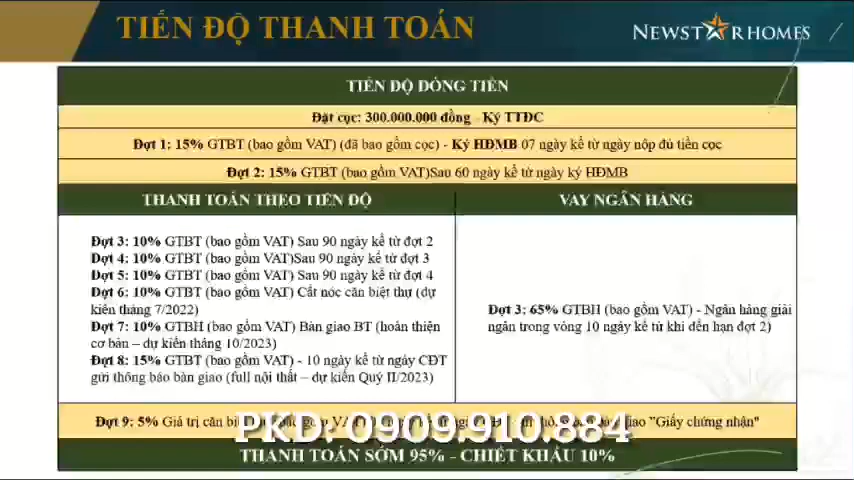 TIẾN ĐỘ THANH TOÁN
NEWSTARHOMES
TIẾN ĐỘ DÒNG TIỀN
Đặt cọc: 300.000.000 đồng - Ký TTĐC
Đợt 1: 15% GTBT (bao gồm VAT) (đã bao gồm cọc) - Ký HĐMB 07 ngày kể từ ngày nộp đủ tiền cọc
Đợt 2: 15% GTBT (bao gồm VAT)Sau 60 ngày kể từ ngày ký HĐMB
THANH TOÁN THEO TIẾN ĐỘ
Đợt 3: 10% GTBT (bao gồm VAT) Sau 90 ngày kể từ đợt 2
Đợt 4: 10% GTBT (bao gồm VAT)Sau 90 ngày kể từ đợt 3
Đợt 5: 10% GTBT (bao gồm VAT) Sau 90 ngày kể từ đợt 4
Đợt 6: 10% GTBT (bao gồm VAT) Cất nóc căn biệt thự (dự
kiến tháng 7/2022)
Đợt 7: 10% GTBH (bao gồm VAT) Bàn giao BT (hoàn thiện
cơ bản – dự kiến tháng 10/2023)
Đợt 8: 15% GTBT (bao gồm VAT) - 10 ngày kể từ ngày CĐT
gửi thông báo bàn giao (full nội thất – dự kiến Quý II/2023)
VAY NGÂN HÀNG
Đợt 3: 65% GTBH (bao gồm VAT) - Ngân hàng giải
ngân trong vòng 10 ngày kể từ khi đến hạn đợt 2)
Đợt 9: 5% Giá trị căn giao "Giấy chứng nhận"
PKD: 0909.910.884
THANH TOÁN SỚM 95% - CHIẾT KHẤU 10%